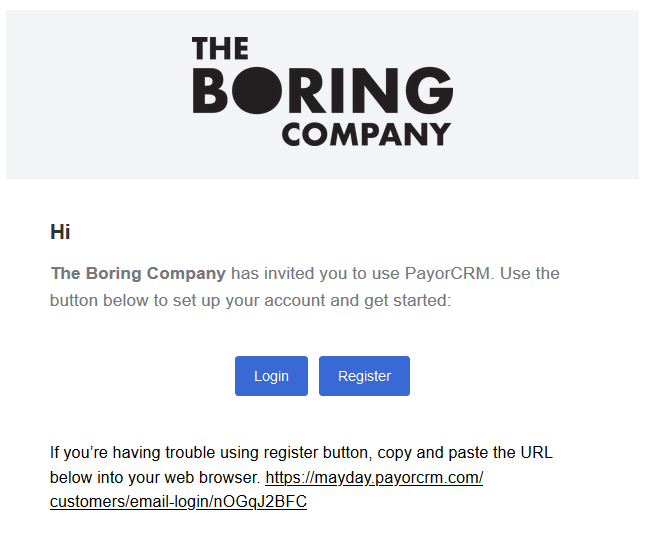 THE
BORING
COMPANY
Hi
The Boring Company has invited you to use PayorCRM. Use the
button below to set up your account and get started:
Login Register
If you’re having trouble using register button, copy and paste the URL
below into your web browser. https://mayday.payorcrm.com/
customers/email-login/nOGqJ2BFC